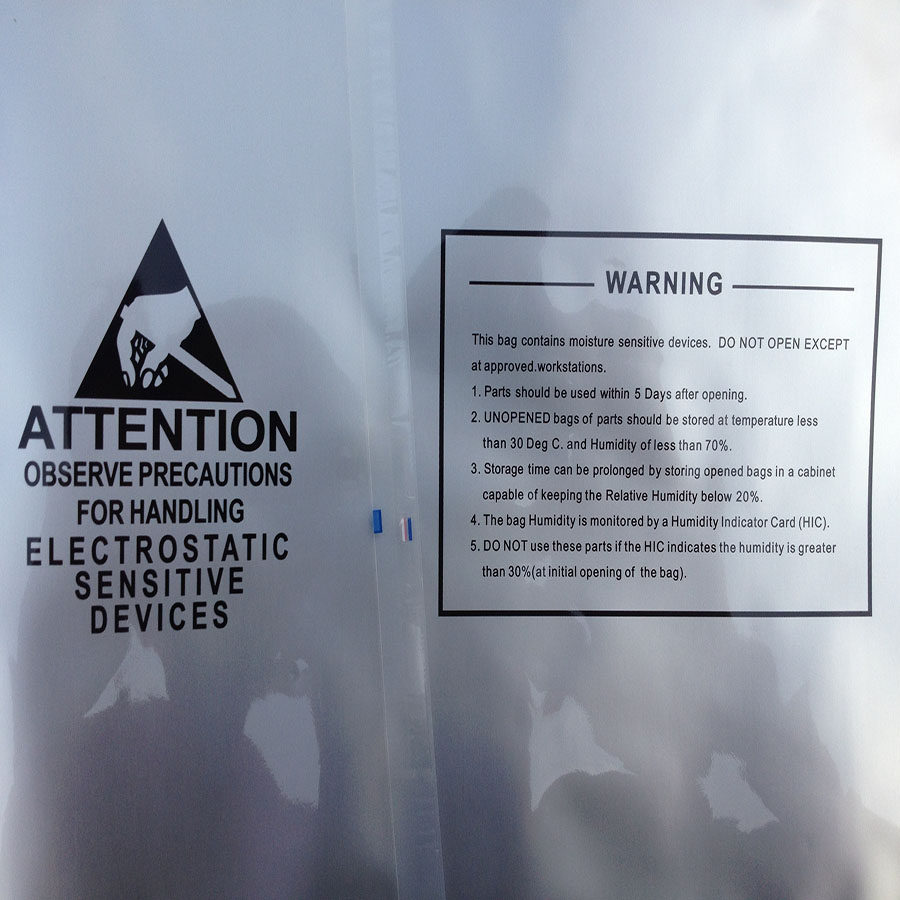 ATTENTION
OBSERVE PRECAUTIONS
FOR HANDLING
ELECTROSTATIC
SENSITIVE
DEVICES
WARNING
This bag contains moisture sensitive devices. DO NOT OPEN EXCEPT
at approved.workstations.
1. Parts should be used within 5 Days after opening.
2. UNOPENED bags of parts should be stored at temperature less
than 30 Deg C. and Humidity of less than 70%.
3. Storage time can be prolonged by storing opened bags in a cabinet
capable of keeping the Relative Humidity below 20%.
4. The bag Humidity is monitored by a Humidity Indicator Card (HIC).
5. DO NOT use these parts if the HIC indicates the humidity is greater
than 30%(at initial opening of the bag).